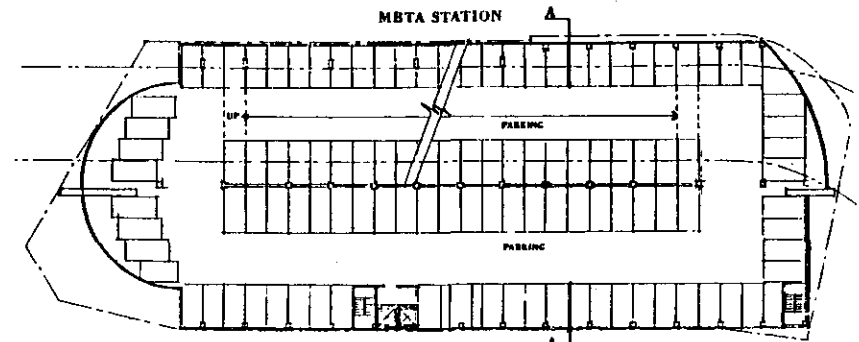 MBTA STATION
A
UP
PARKING
PARKING
A